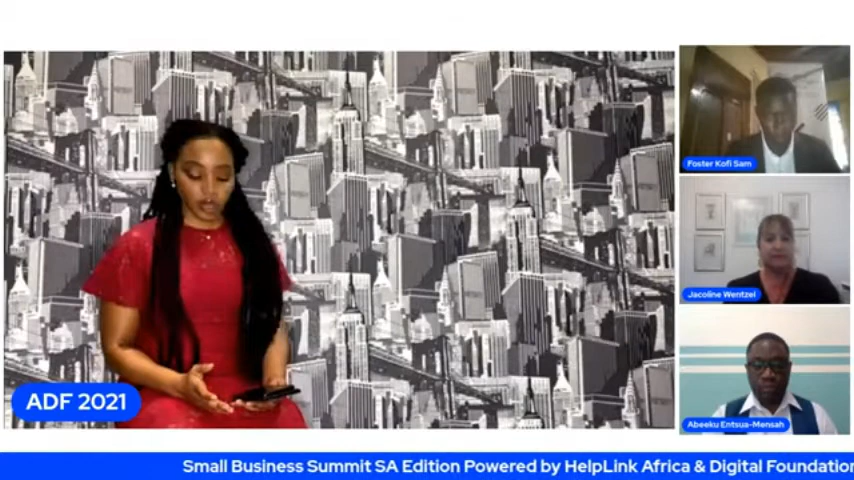 Foster Kofi Sam
Jacoline Wentzel
ADF 2021
Abeeku Entsua-Mensah
Small Business Summit SA Edition Powered by HelpLink Africa & Digital Foundation